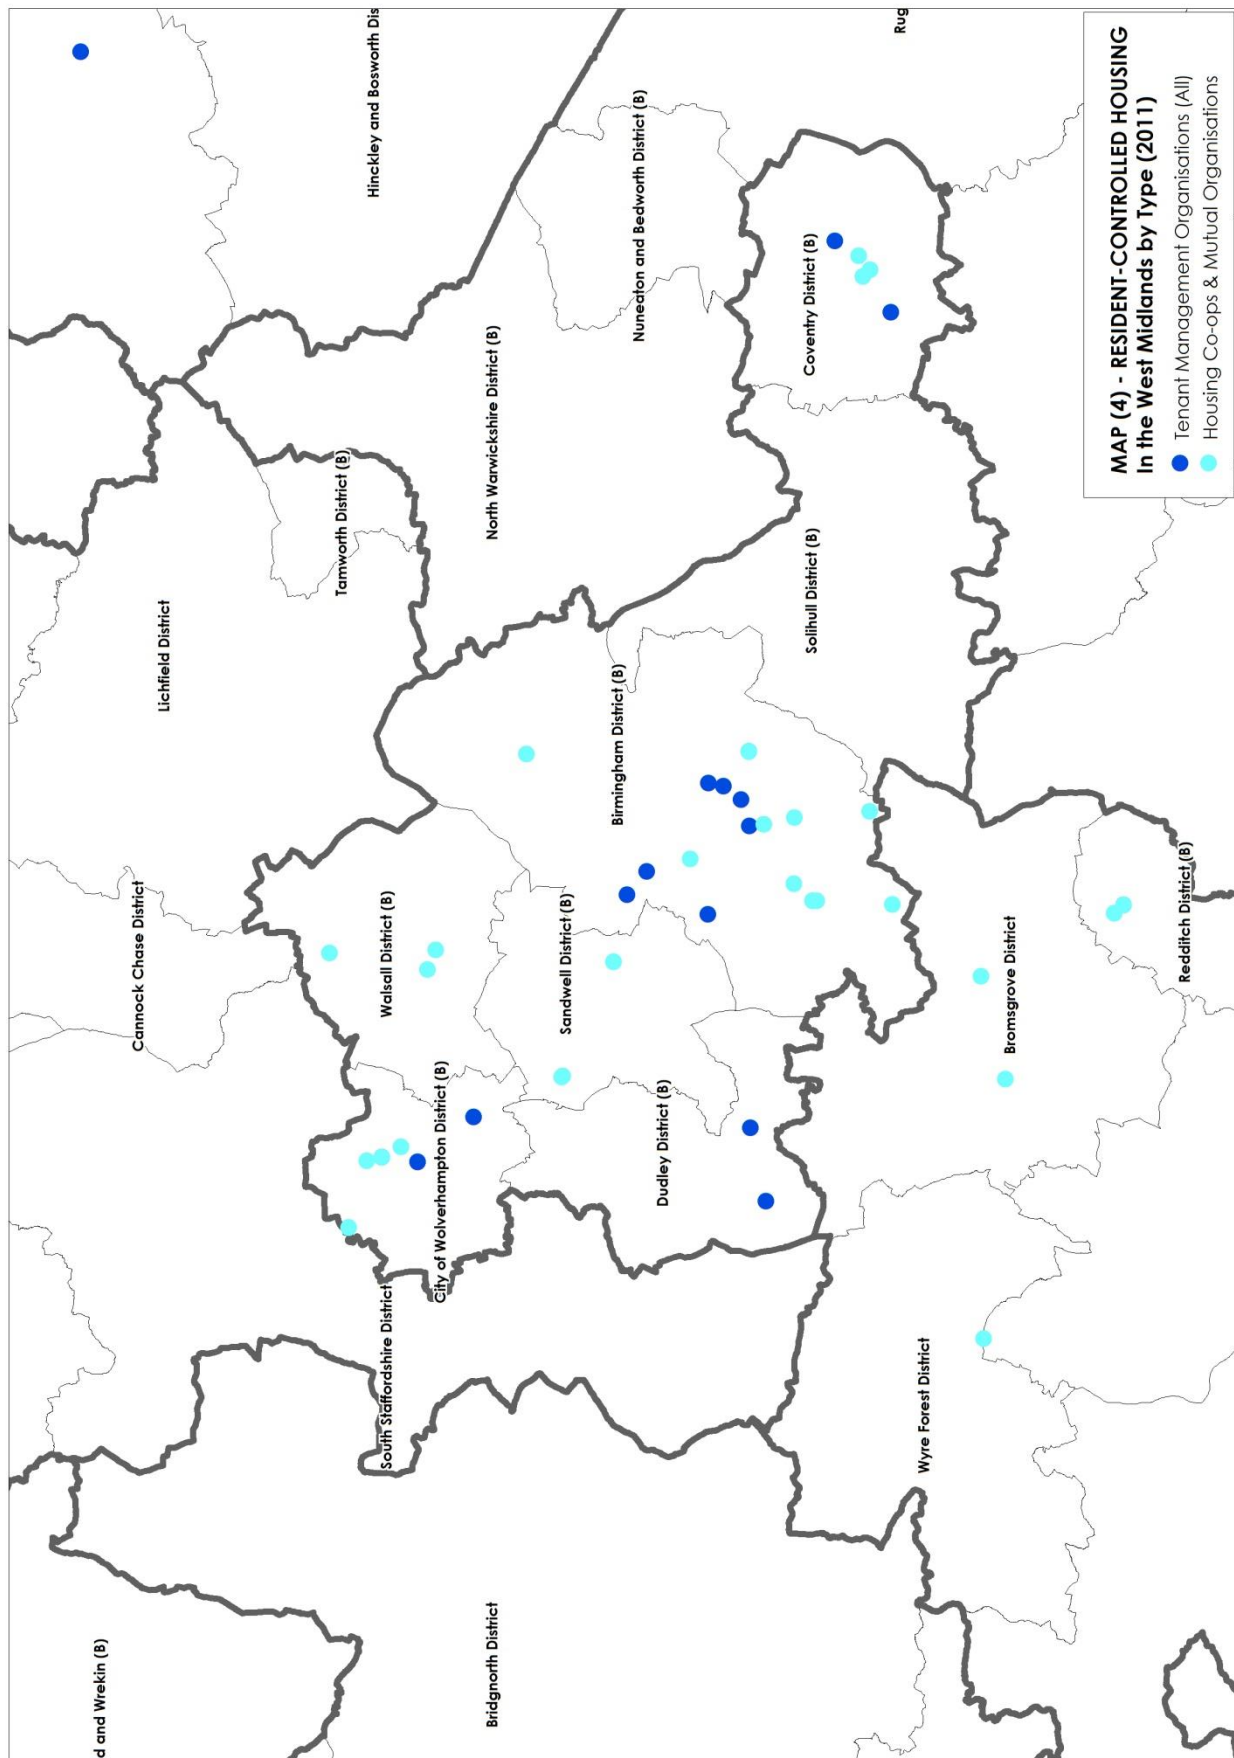 d and Wrekin (B)
Cannock Chase District
Lichfield District
Tamworth District (B)
Hinckley and Bosworth Dis
South Staffordshire District
Walsall District (B)
City of Wolverhampton District (B)
Bridgnorth District
North Warwickshire District (B)
Sandwell District (B)
Birmingham District (B)
Nuneaton and Bedworth District (B)
Dudley District (B)
Coventry District (B)
Solihull District (B)
Rug
Wyre Forest District
Bromsgrove District
Redditch District (B)
MAP (4) - RESIDENT-CONTROLLED HOUSING
In the West Midlands by Type (2011)
Tenant Management Organisations (All)
Housing Co-ops & Mutual Organisations